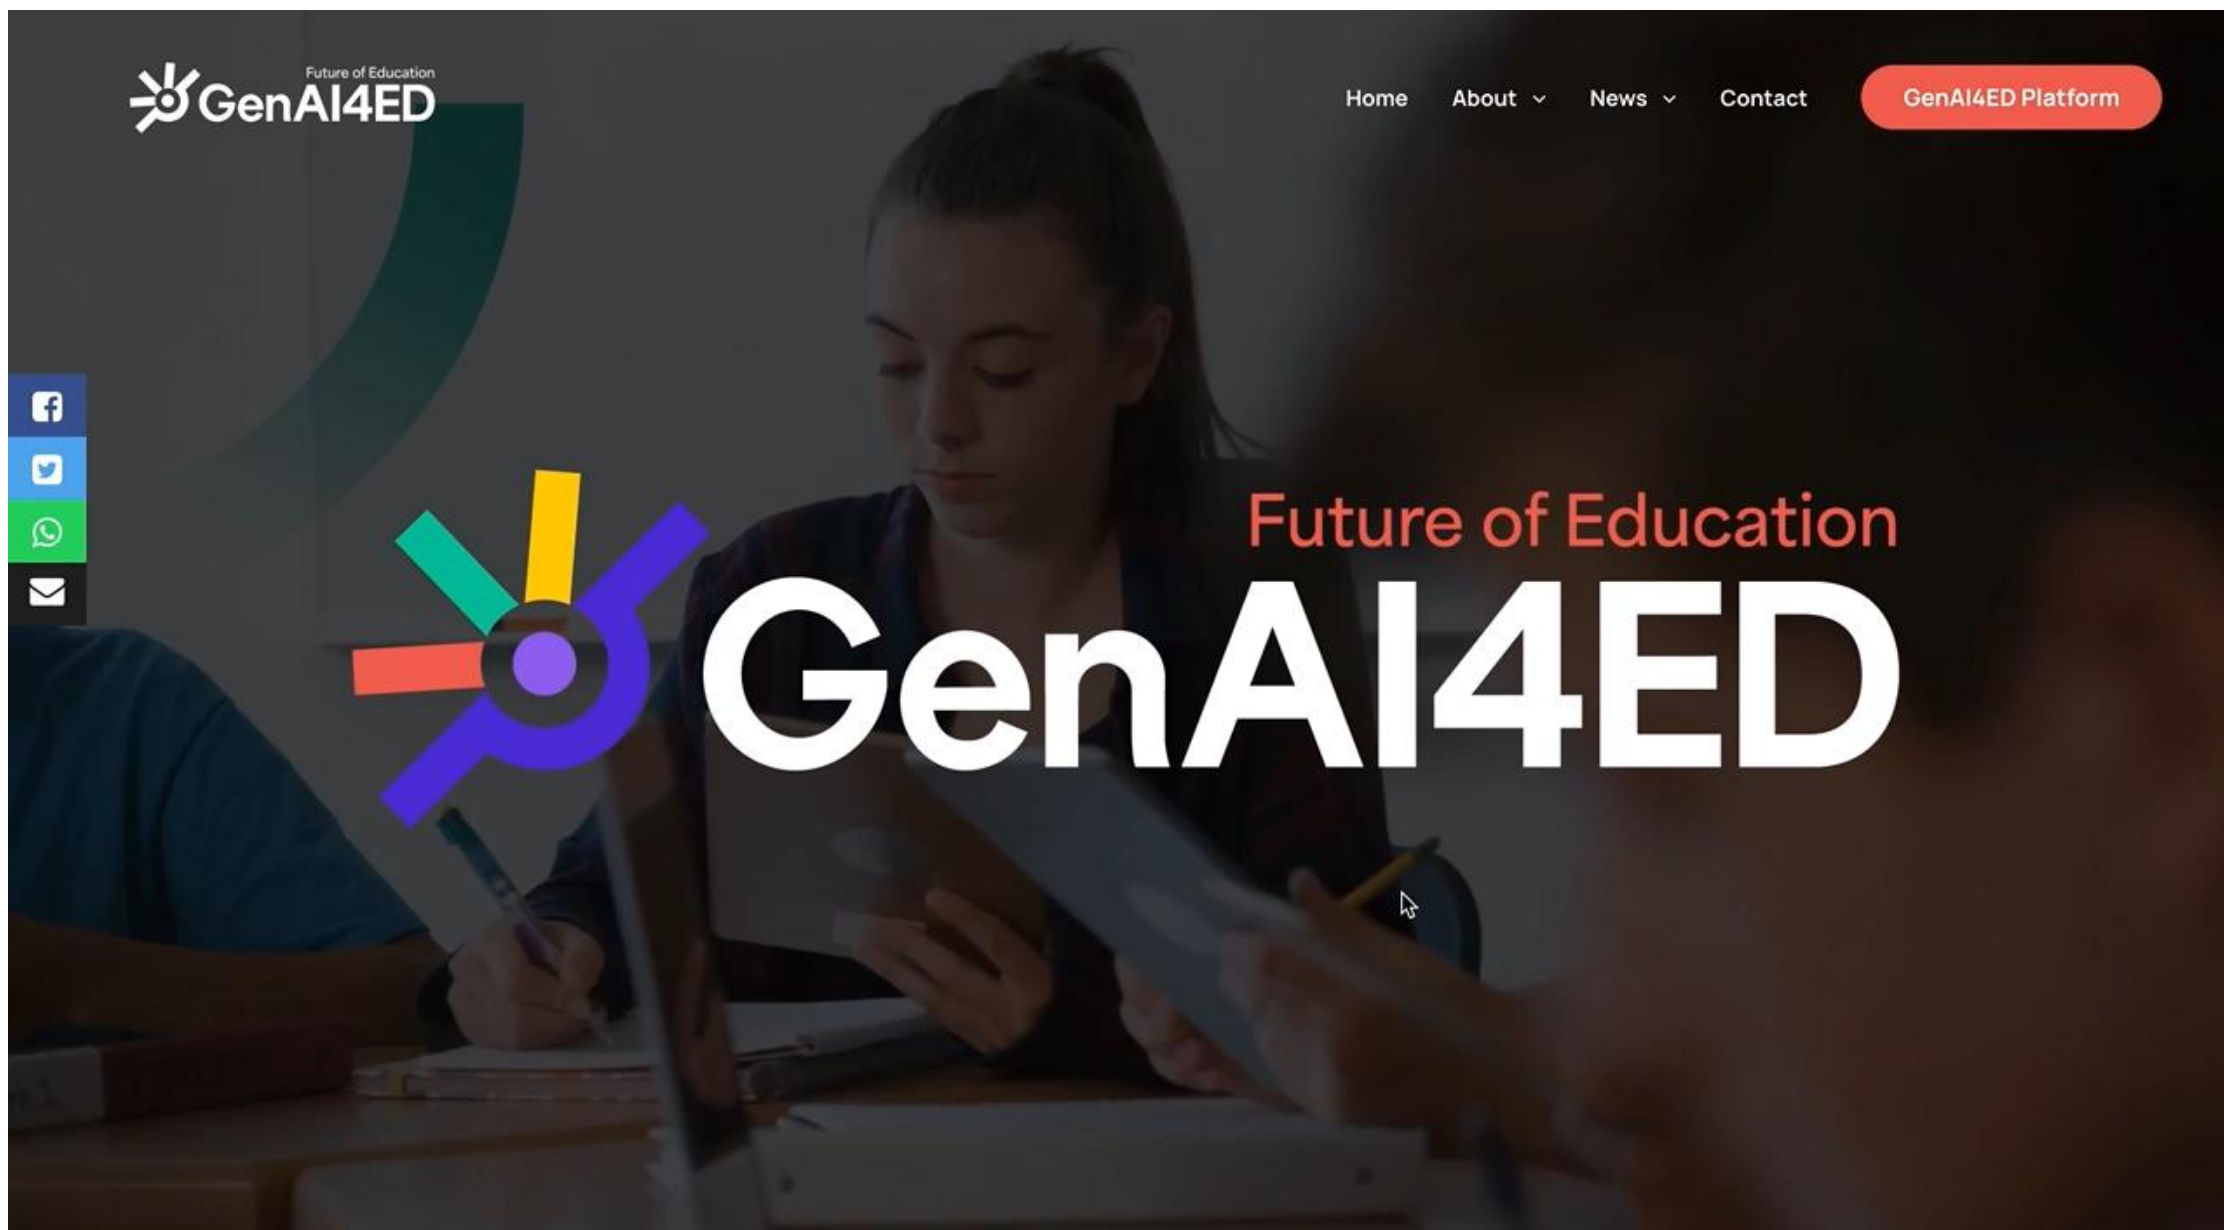 Future of Education
GenAI4ED
Home
About
News
Contact
GenAI4ED Platform
Future of Education
GenAI4ED